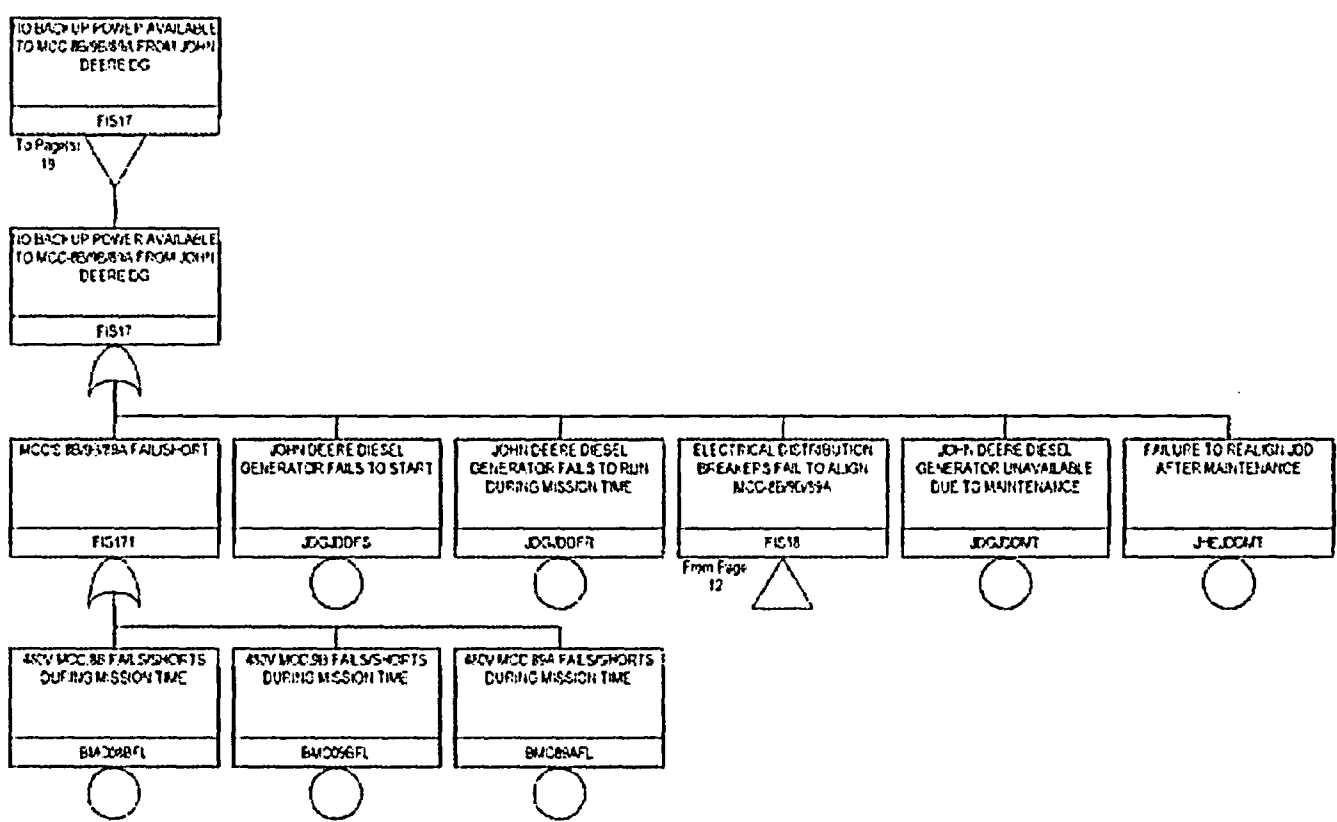 NO BACKUP POWER AVAILABLE
TO MCC-8B/9B/89A FROM JOHN
DEERE DG
FIS17
To Page(s)
19
NO BACKUP POWER AVAILABLE
TO MCC-8B/9B/89A FROM JOHN
DEERE DG
FIS17
MCC'S 8B/9B/89A FAIL/SHORT
FIS171
JOHN DEERE DIESEL
GENERATOR FAILS TO START
JDGJDDFS
JOHN DEERE DIESEL
GENERATOR FAILS TO RUN
DURING MISSION TIME
JDGJDDFR
ELECTRICAL DISTRIBUTION
BREAKERS FAIL TO ALIGN
MCC-8B/9B/89A
FIS18
From Page
12
JOHN DEERE DIESEL
GENERATOR UNAVAILABLE
DUE TO MAINTENANCE
FAILURE TO REALIGN JDD
AFTER MAINTENANCE
480V MCC 8B FAILS/SHORTS
DURING MISSION TIME
BMC08BFL
480V MCC 9B FAILS/SHORTS
DURING MISSION TIME
BMC09BFL
480V MCC 89A FAILS/SHORTS
DURING MISSION TIME
BMC89AFL